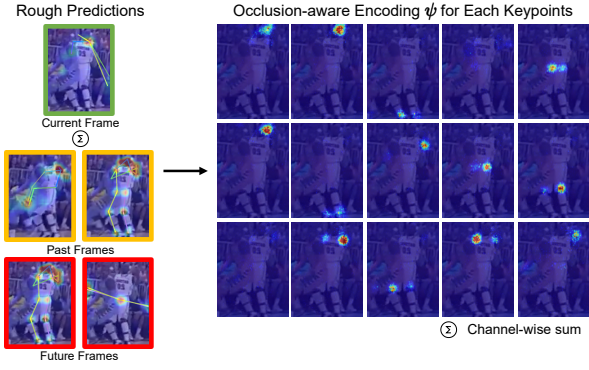 Rough Predictions
Occlusion-aware Encoding ψ for Each Keypoints
Current Frame
Σ
Past Frames
Future Frames
Σ Channel-wise sum